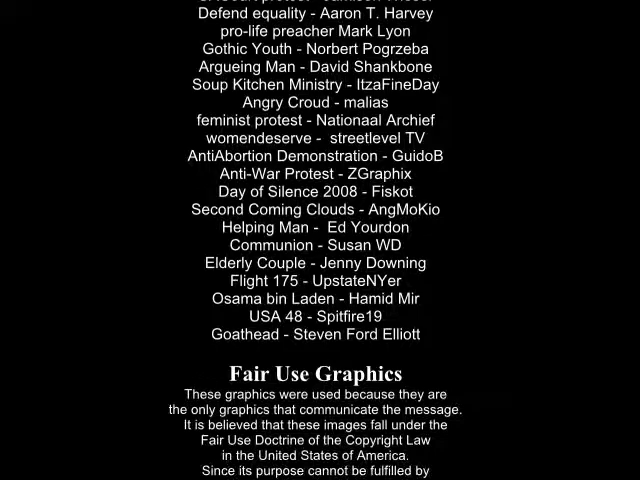 Defend equality - Aaron T. Harvey
pro-life preacher Mark Lyon
Gothic Youth - Norbert Pogrzeba
Argueing Man - David Shankbone
Soup Kitchen Ministry - ItzaFineDay
Angry Croud - malias
feminist protest - Nationaal Archief
womendeserve -  streetlevel TV
AntiAbortion Demonstration - GuidoB
Anti-War Protest - ZGraphix
Day of Silence 2008 - Fiskot
Second Coming Clouds - AngMoKio
Helping Man -  Ed Yourdon
Communion - Susan WD
Elderly Couple - Jenny Downing
Flight 175 - UpstateNYer
Osama bin Laden - Hamid Mir
USA 48 - Spitfire19
Goathead - Steven Ford Elliott
Fair Use Graphics
These graphics were used because they are
the only graphics that communicate the message.
It is believed that these images fall under the
Fair Use Doctrine of the Copyright Law
in the United States of America.
Since its purpose cannot be fulfilled by